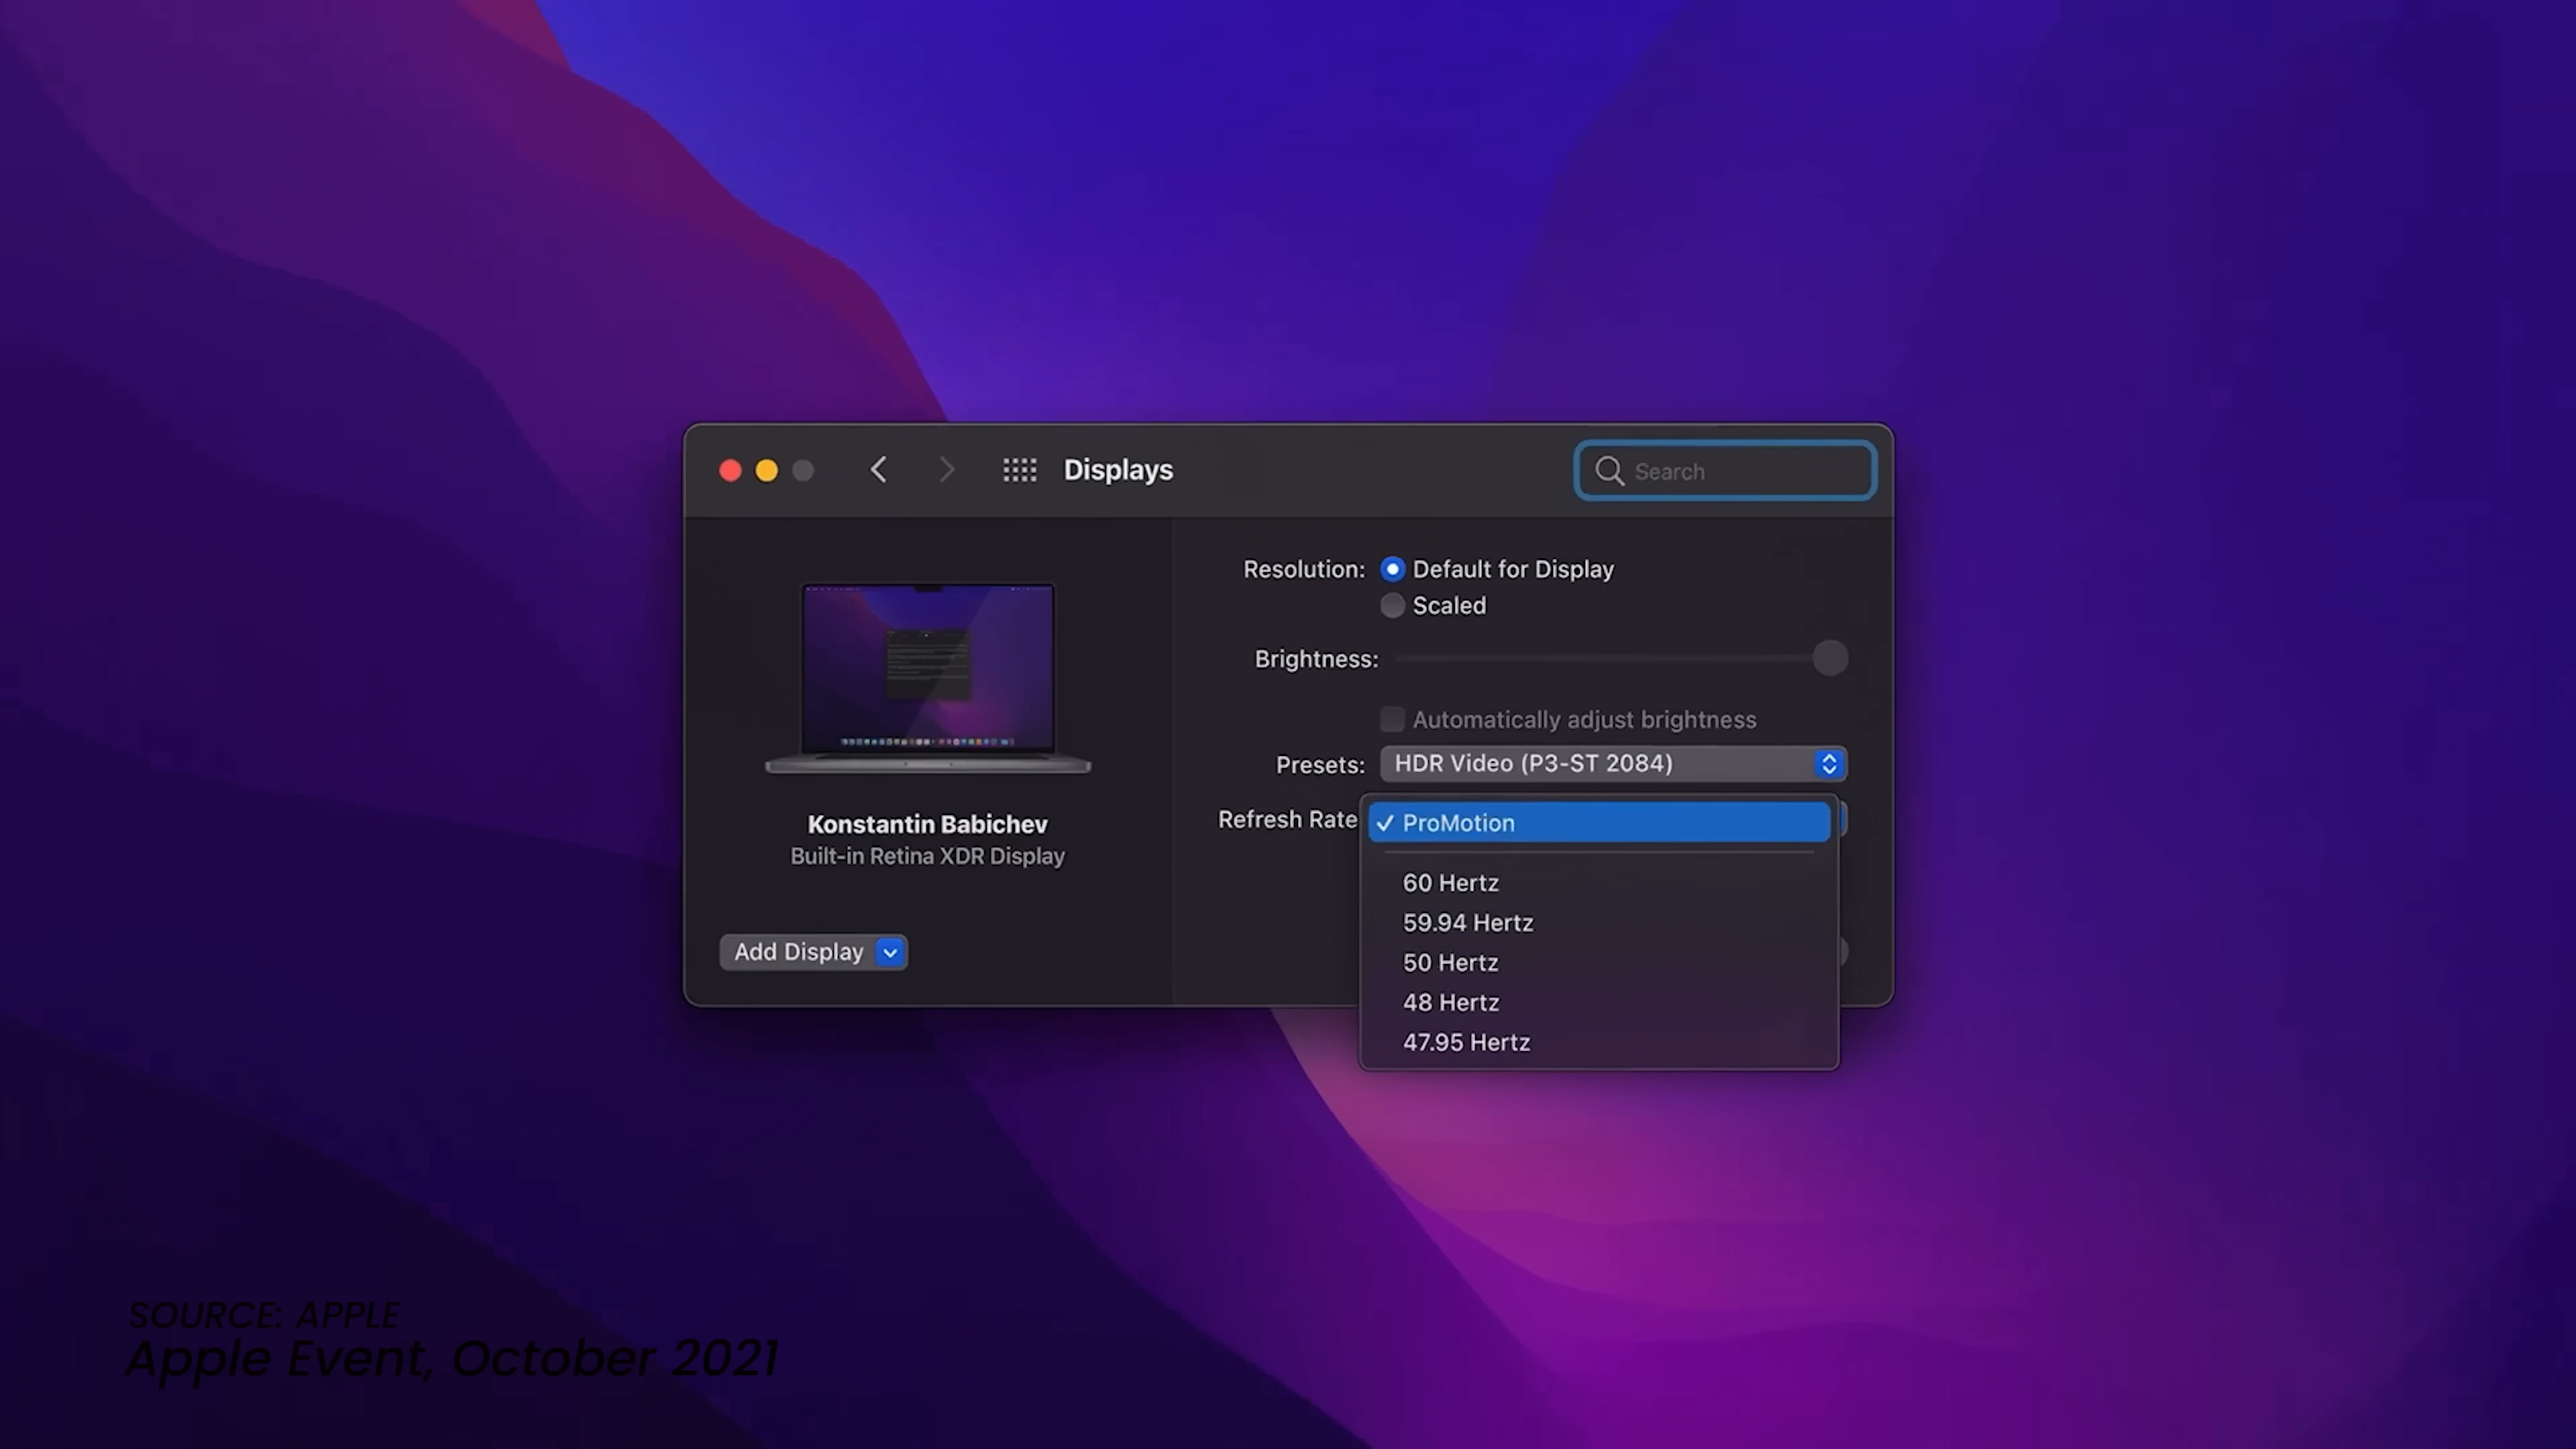 Displays
Search
Resolution: Default for Display
Scaled
Brightness:
Automatically adjust brightness
Presets: HDR Video (P3-ST 2084)
Refresh Rate ✓ ProMotion
60 Hertz
59.94 Hertz
50 Hertz
48 Hertz
47.95 Hertz
Konstantin Babichev
Built-in Retina XDR Display
Add Display
SOURCE: APPLE
Apple Event, October 2021